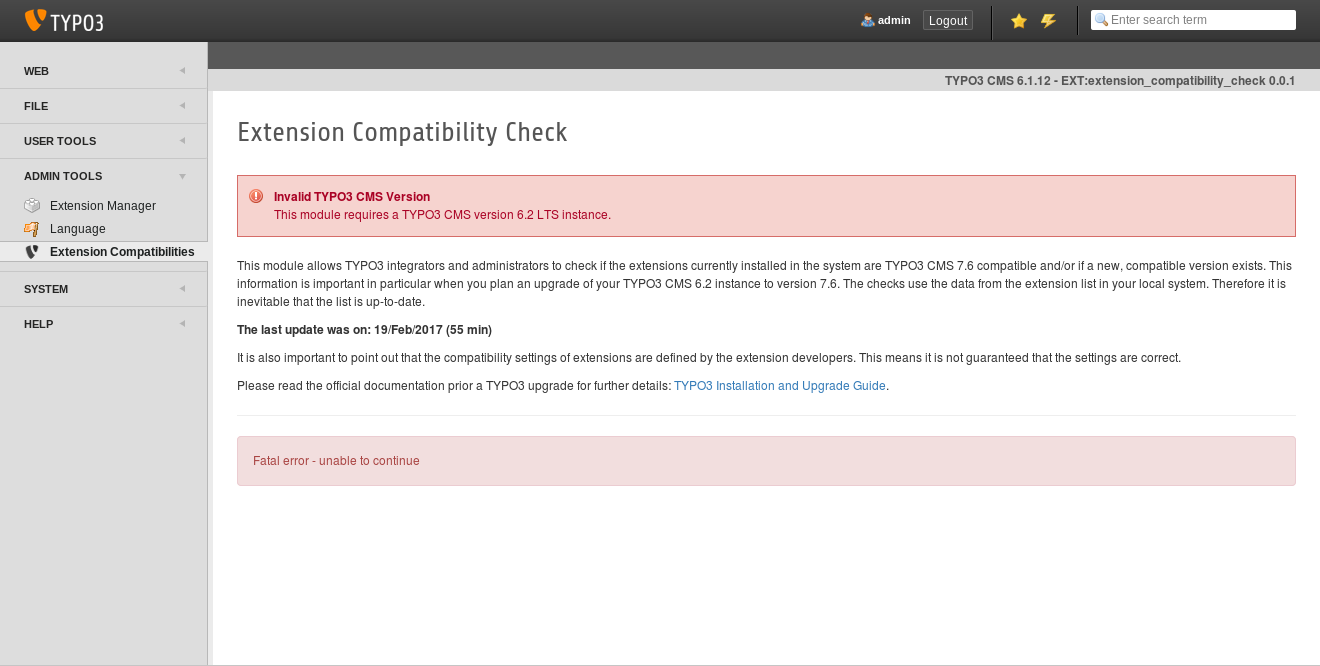 TYPO3
admin
Logout
Enter search term
WEB
FILE
USER TOOLS
ADMIN TOOLS
Extension Manager
Language
Extension Compatibilities
SYSTEM
HELP
TYPO3 CMS 6.1.12 - EXT:extension_compatibility_check 0.0.1
Extension Compatibility Check
Invalid TYPO3 CMS Version
This module requires a TYPO3 CMS version 6.2 LTS instance.
This module allows TYPO3 integrators and administrators to check if the extensions currently installed in the system are TYPO3 CMS 7.6 compatible and/or if a new, compatible version exists. This
information is important in particular when you plan an upgrade of your TYPO3 CMS 6.2 instance to version 7.6. The checks use the data from the extension list in your local system. Therefore it is
inevitable that the list is up-to-date.
The last update was on: 19/Feb/2017 (55 min)
It is also important to point out that the compatibility settings of extensions are defined by the extension developers. This means it is not guaranteed that the settings are correct.
Please read the official documentation prior a TYPO3 upgrade for further details: TYPO3 Installation and Upgrade Guide.
Fatal error - unable to continue